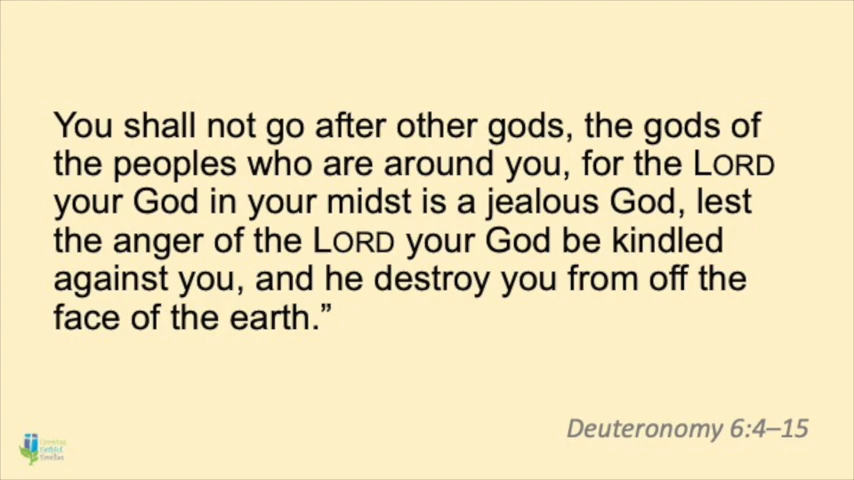 You shall not go after other gods, the gods of
the peoples who are around you, for the LORD
your God in your midst is a jealous God, lest
the anger of the LORD your God be kindled
against you, and he destroy you from off the
face of the earth.”
Deuteronomy 6:4–15